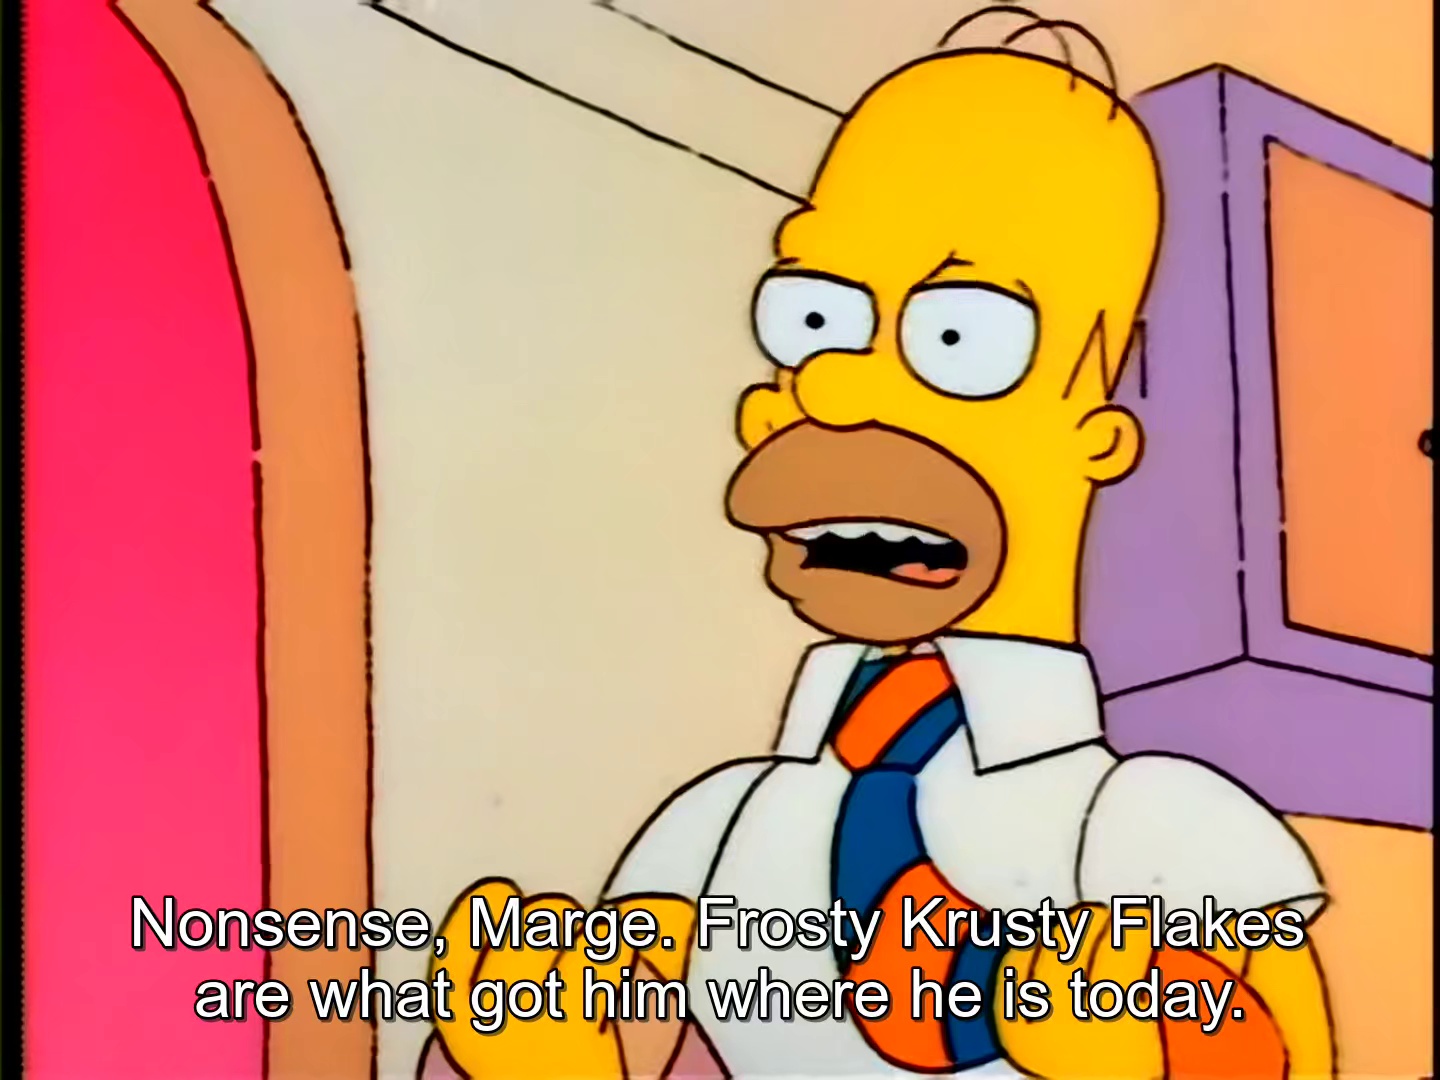 Nonsense, Marge. Frosty Krusty Flakes
are what got him where he is today.